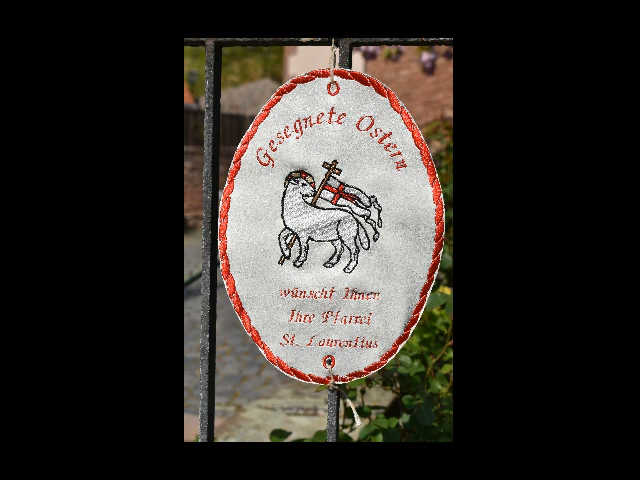 Gesegnete Ostern
wünscht Ihnen
Ihre Pfarrei
St. Laurentius